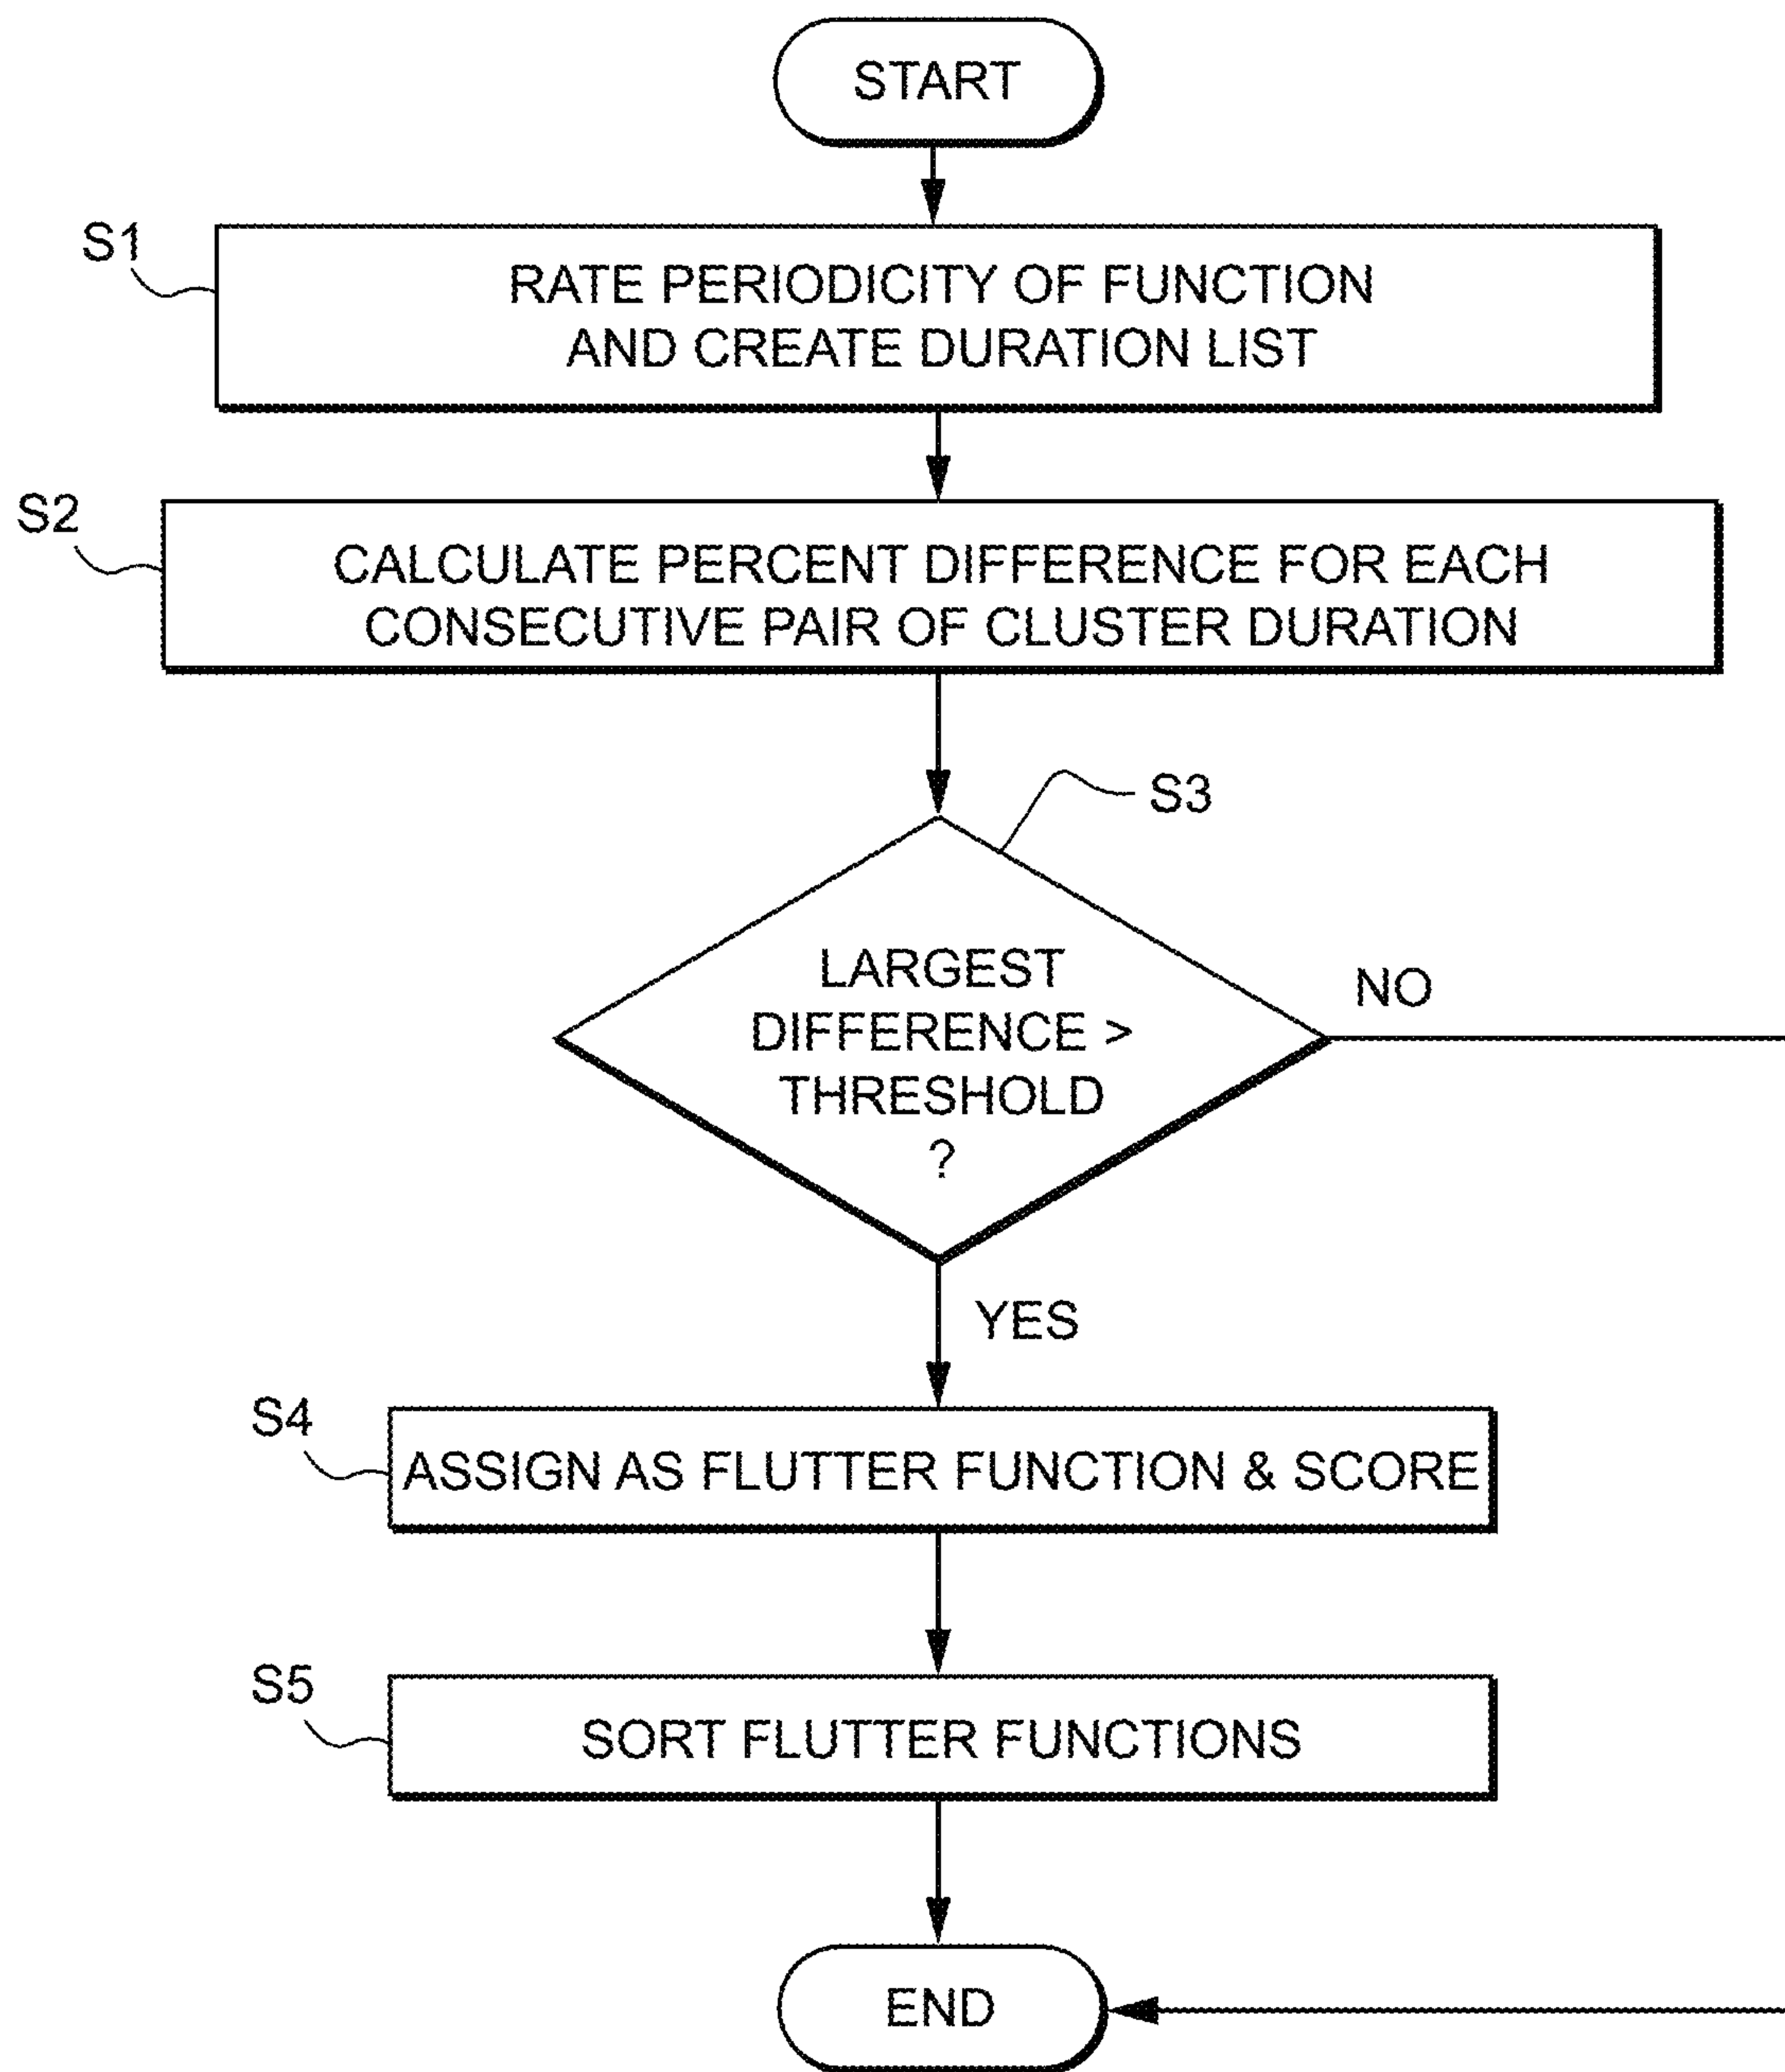 START
S1
RATE PERIODICITY OF FUNCTION
AND CREATE DURATION LIST
S2
CALCULATE PERCENT DIFFERENCE FOR EACH
CONSECUTIVE PAIR OF CLUSTER DURATION
S3
LARGEST
DIFFERENCE >
THRESHOLD
?
NO
YES
S4
ASSIGN AS FLUTTER FUNCTION & SCORE
S5
SORT FLUTTER FUNCTIONS
END